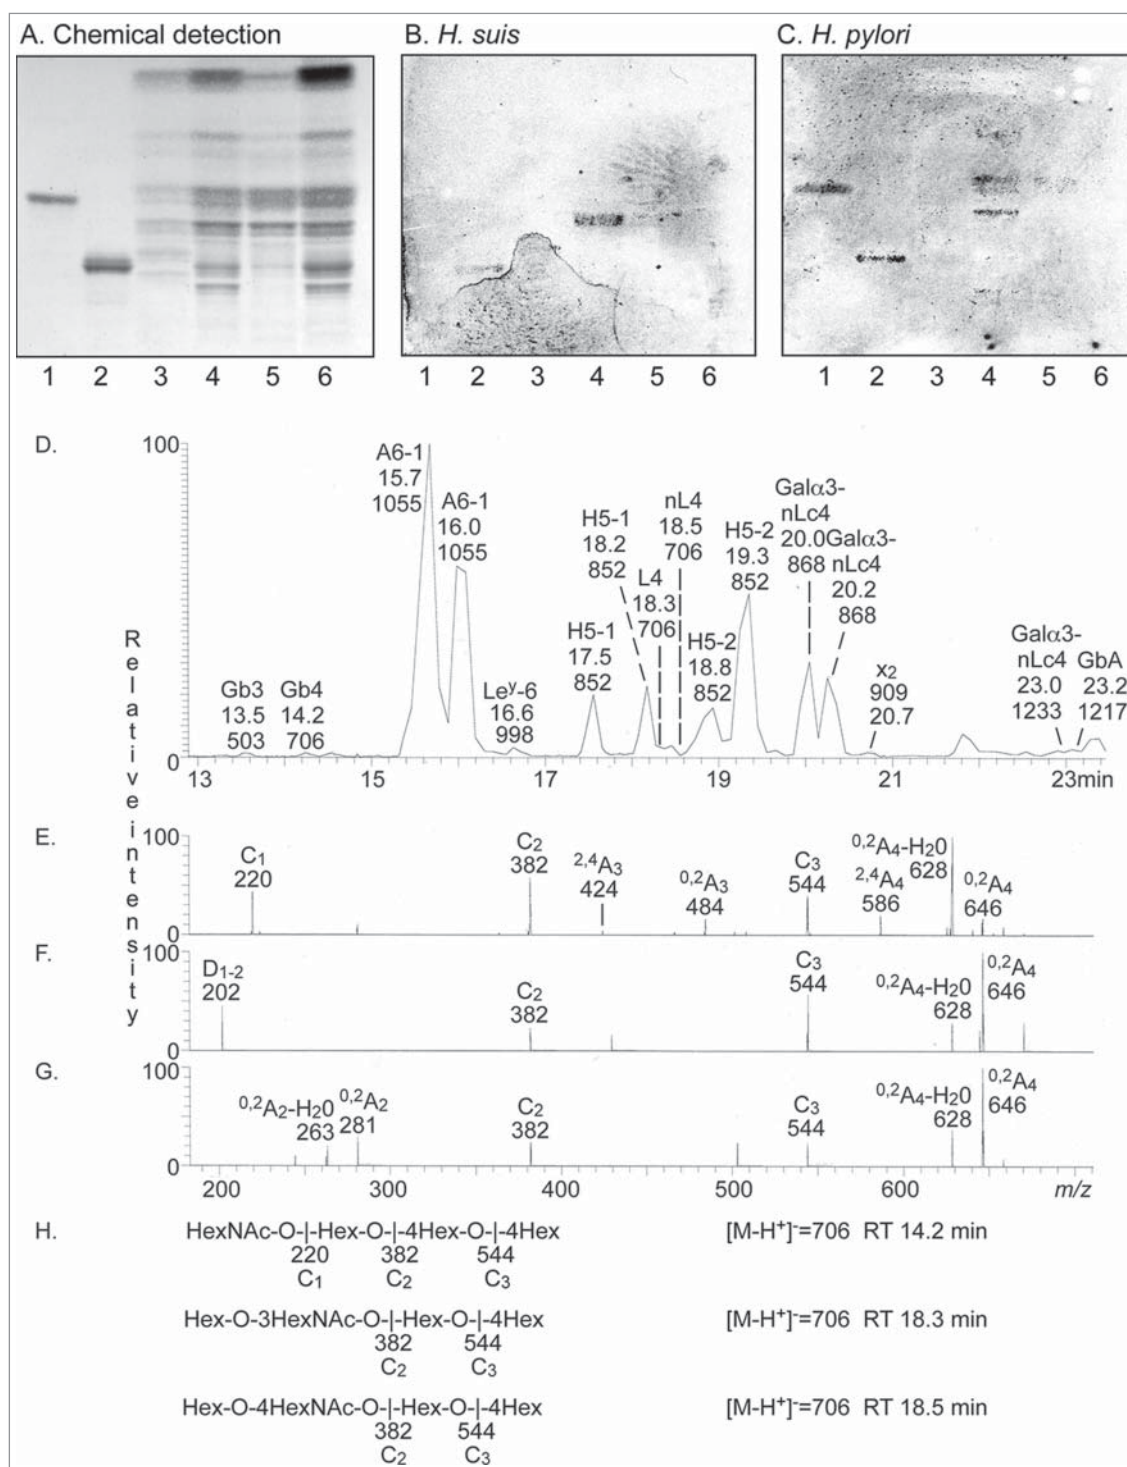 A. Chemical detection
B. H. suis
C. H. pylori
1 2 3 4 5 6
1 2 3 4 5 6
1 2 3 4 5 6
D.
Relative intensity
100
0
Gb3
13.5
503
Gb4
14.2
706
A6-1
15.7
1055
A6-1
16.0
1055
Leʸ-6
16.6
998
H5-1
17.5
852
H5-1
18.2
852
L4
18.3
706
nL4
18.5
706
H5-2
18.8
852
H5-2
19.3
852
Galα3-
nLc4
20.0
868
Galα3-
nLc4
20.2
868
x₂
909
20.7
Galα3-
nLc4
23.0
1233
GbA
23.2
1217
13 15 17 19 21 23min
E.
100
0
C₁
220
C₂
382
²,⁴A₃
424
⁰,²A₃
484
C₃
544
⁰,²A₄-H₂0
628
²,⁴A₄
586
⁰,²A₄
646
F.
100
0
D₁₋₂
202
C₂
382
C₃
544
⁰,²A₄-H₂0
628
⁰,²A₄
646
G.
100
0
⁰,²A₂-H₂0
263
⁰,²A₂
281
C₂
382
C₃
544
⁰,²A₄-H₂0
628
⁰,²A₄
646
200 300 400 500 600 m/z
H.
HexNAc-O-|-Hex-O-|-4Hex-O-|-4Hex [M-H⁺]⁻=706 RT 14.2 min
220 382 544
C₁ C₂ C₃
Hex-O-3HexNAc-O-|-Hex-O-|-4Hex [M-H⁺]⁻=706 RT 18.3 min
382 544
C₂ C₃
Hex-O-4HexNAc-O-|-Hex-O-|-4Hex [M-H⁺]⁻=706 RT 18.5 min
382 544
C₂ C₃